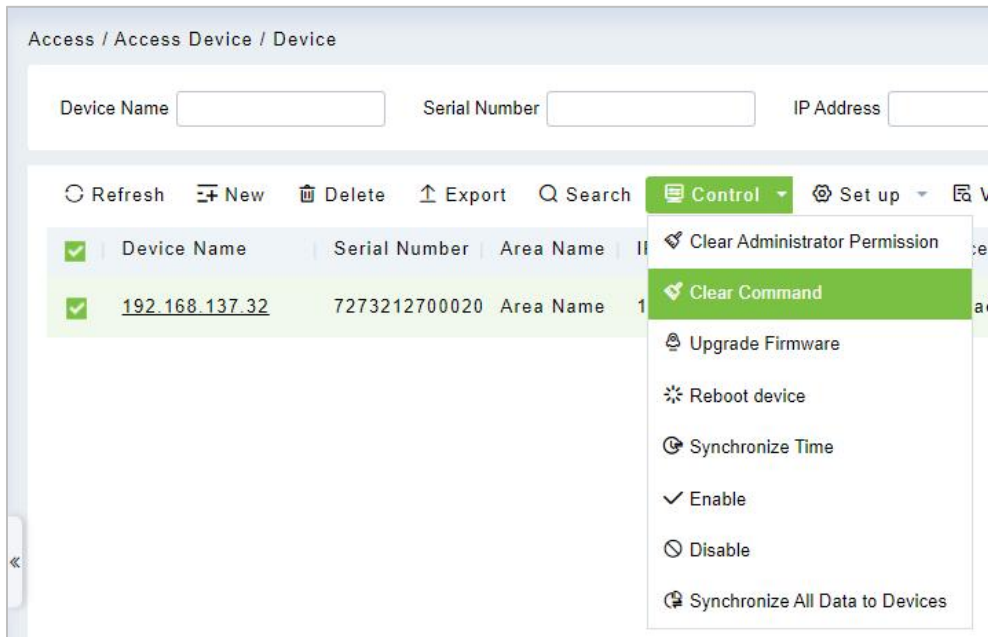 Access / Access Device / Device
Device Name Serial Number IP Address
Refresh New Delete Export Search Control Set up
Device Name Serial Number Area Name
Clear Administrator Permission
192.168.137.32 7273212700020 Area Name
Clear Command
Upgrade Firmware
Reboot device
Synchronize Time
Enable
Disable
Synchronize All Data to Devices